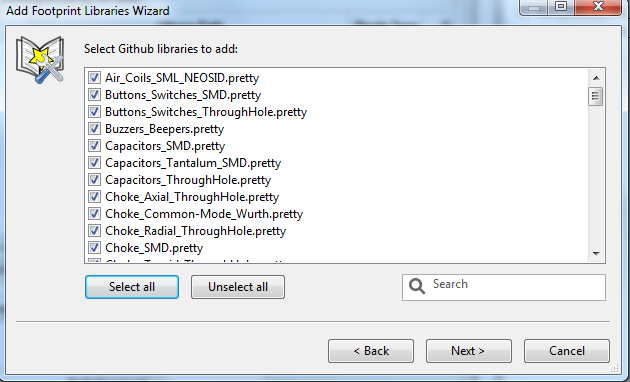 Add Footprint Libraries Wizard
Select Github libraries to add:
Air_Coils_SML_NEOSID.pretty
Buttons_Switches_SMD.pretty
Buttons_Switches_ThroughHole.pretty
Buzzers_Beepers.pretty
Capacitors_SMD.pretty
Capacitors_Tantalum_SMD.pretty
Capacitors_ThroughHole.pretty
Choke_Axial_ThroughHole.pretty
Choke_Common-Mode_Wurth.pretty
Choke_Radial_ThroughHole.pretty
Choke_SMD.pretty
Select all
Unselect all
Search
< Back
Next >
Cancel